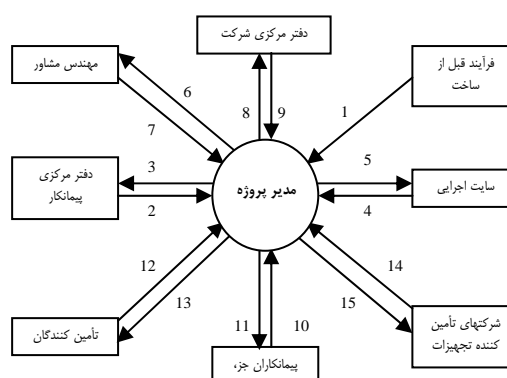 دفتر مرکزی شرکت
مهندس مشاور
فرآیند قبل از
ساخت
6
8
9
1
7
دفتر مرکزی
پیمانکار
3
2
مدیر پروژه
5
4
سایت اجرایی
12
13
14
15
تأمین کنندگان
11
10
شرکتهای تأمین
کننده تجهیزات
پیمانکاران جز،